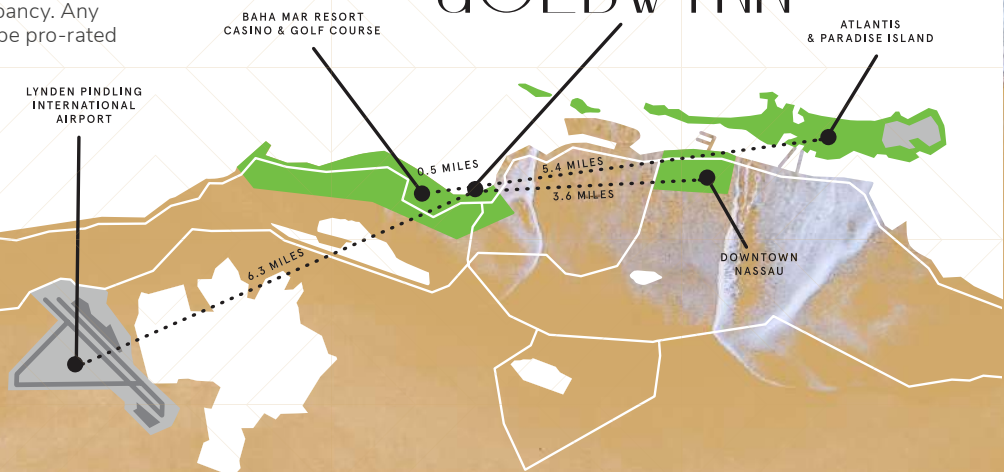 pancy. Any
be pro-rated
GOLDWYNN
BAHA MAR RESORT
CASINO & GOLF COURSE
ATLANTIS
& PARADISE ISLAND
LYNDEN PINDLING
INTERNATIONAL
AIRPORT
0.5 MILES
5.4 MILES
3.6 MILES
6.3 MILES
DOWNTOWN
NASSAU